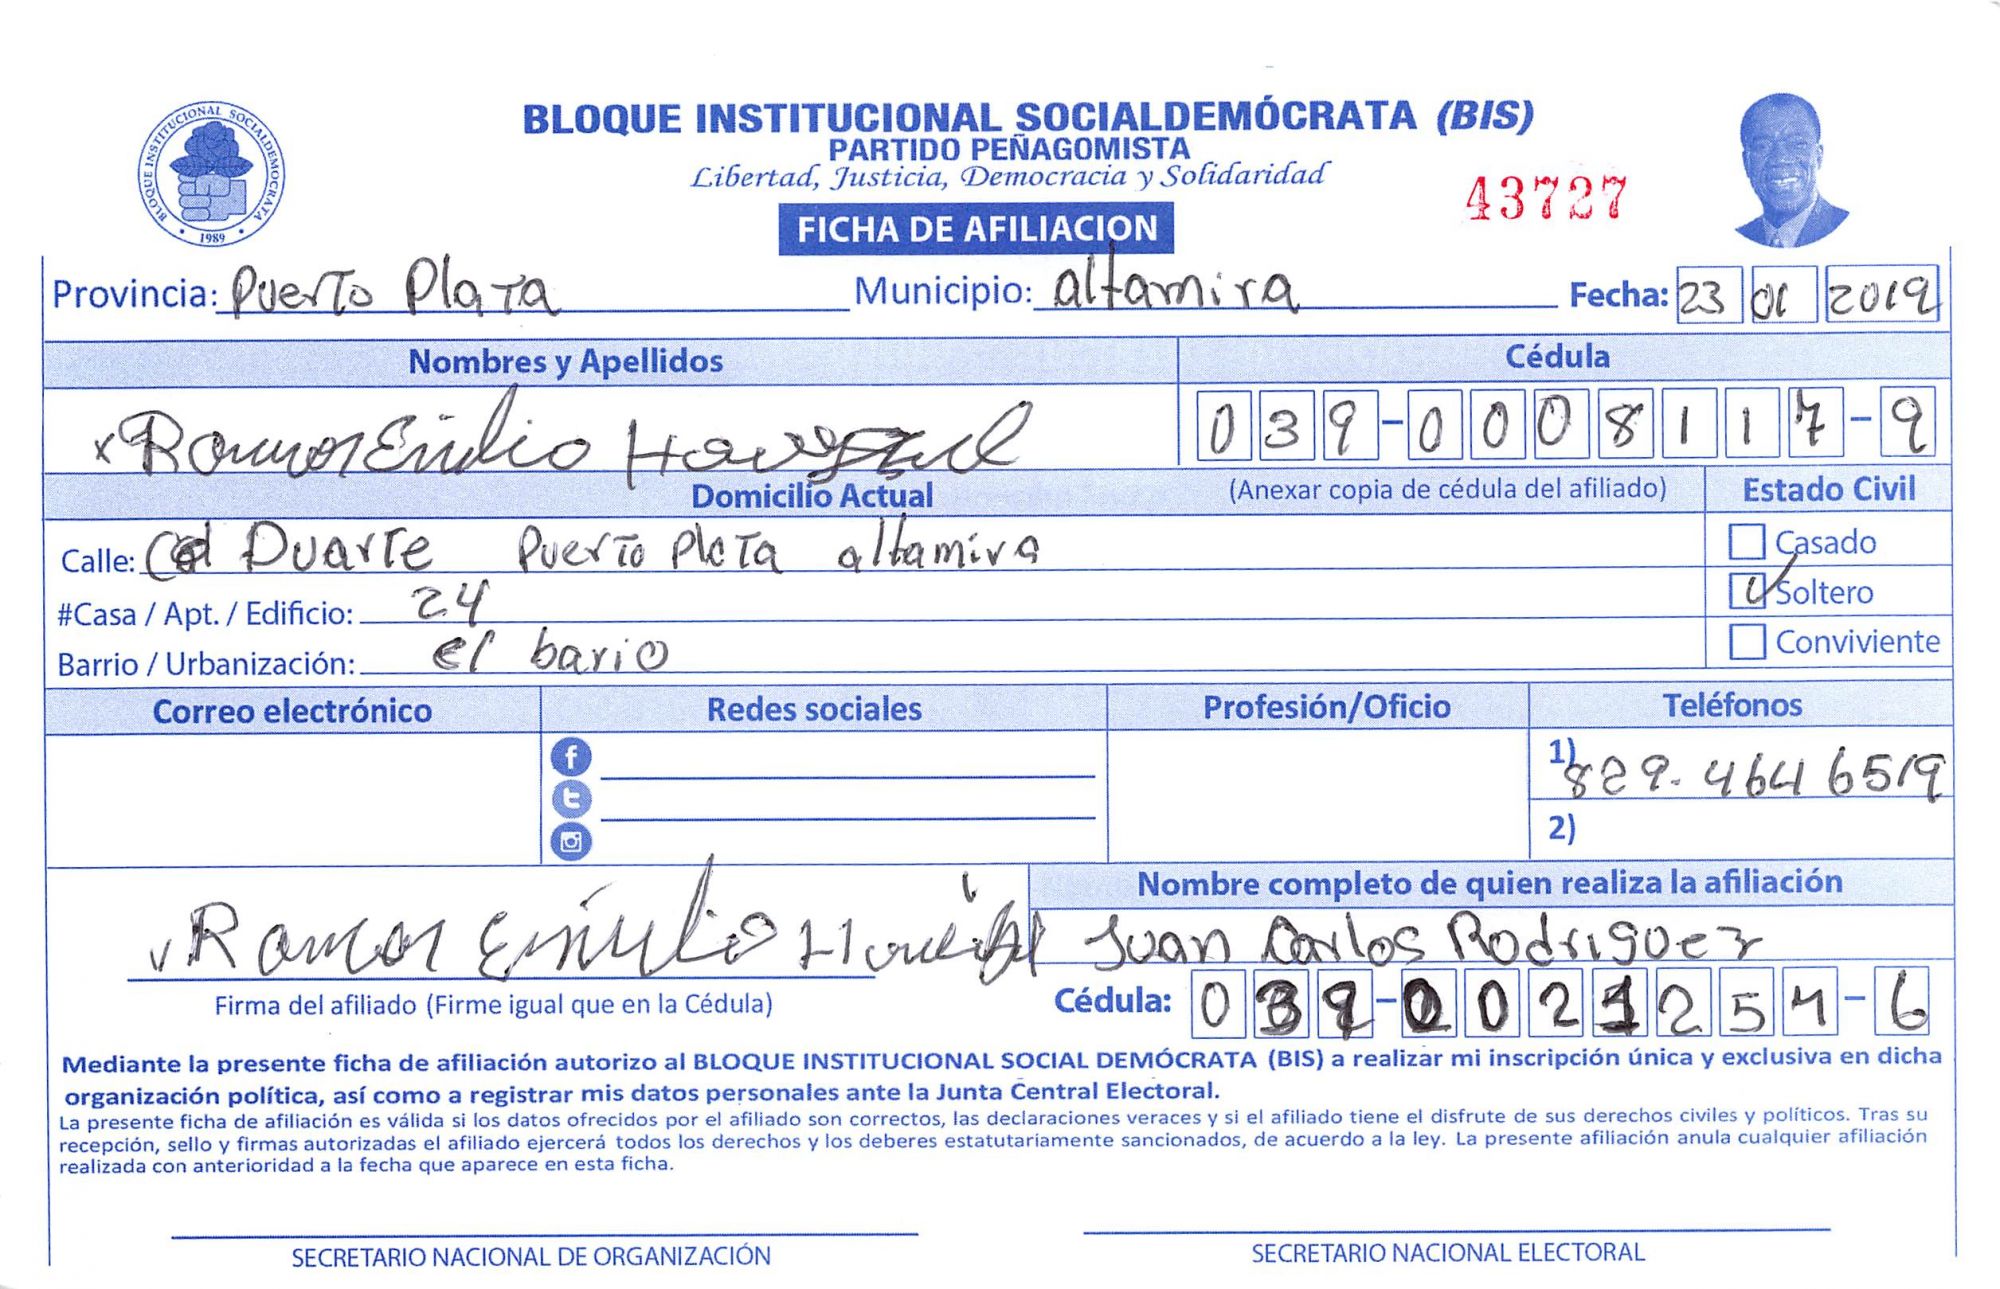 BLOQUE INSTITUCIONAL SOCIALDEMOCRATA
1989
BLOQUE INSTITUCIONAL SOCIALDEMÓCRATA (BIS)
PARTIDO PEÑAGOMISTA
Libertad, Justicia, Democracia y Solidaridad
43727
FICHA DE AFILIACION
Provincia: Puerto Plata Municipio: altamira Fecha: 23 01 2019
Nombres y Apellidos Cédula
x Ramon Emilio 039-0008117-9
Domicilio Actual (Anexar copia de cédula del afiliado) Estado Civil
Calle: Duarte Puerto Plata altamira Casado
#Casa / Apt. / Edificio: 24 Soltero
Barrio / Urbanización: el bario Conviviente
Correo electrónico Redes sociales Profesión/Oficio Teléfonos
1) 829-464 6519
2)
Nombre completo de quien realiza la afiliación
Ramon Emilio Juan Carlos Rodriguez
Firma del afiliado (Firme igual que en la Cédula) Cédula: 039-0021254-6
Mediante la presente ficha de afiliación autorizo al BLOQUE INSTITUCIONAL SOCIAL DEMÓCRATA (BIS) a realizar mi inscripción única y exclusiva en dicha
organización política, así como a registrar mis datos personales ante la Junta Central Electoral.
La presente ficha de afiliación es válida si los datos ofrecidos por el afiliado son correctos, las declaraciones veraces y si el afiliado tiene el disfrute de sus derechos civiles y políticos. Tras su
recepción, sello y firmas autorizadas el afiliado ejercerá todos los derechos y los deberes estatutariamente sancionados, de acuerdo a la ley. La presente afiliación anula cualquier afiliación
realizada con anterioridad a la fecha que aparece en esta ficha.
SECRETARIO NACIONAL DE ORGANIZACIÓN SECRETARIO NACIONAL ELECTORAL